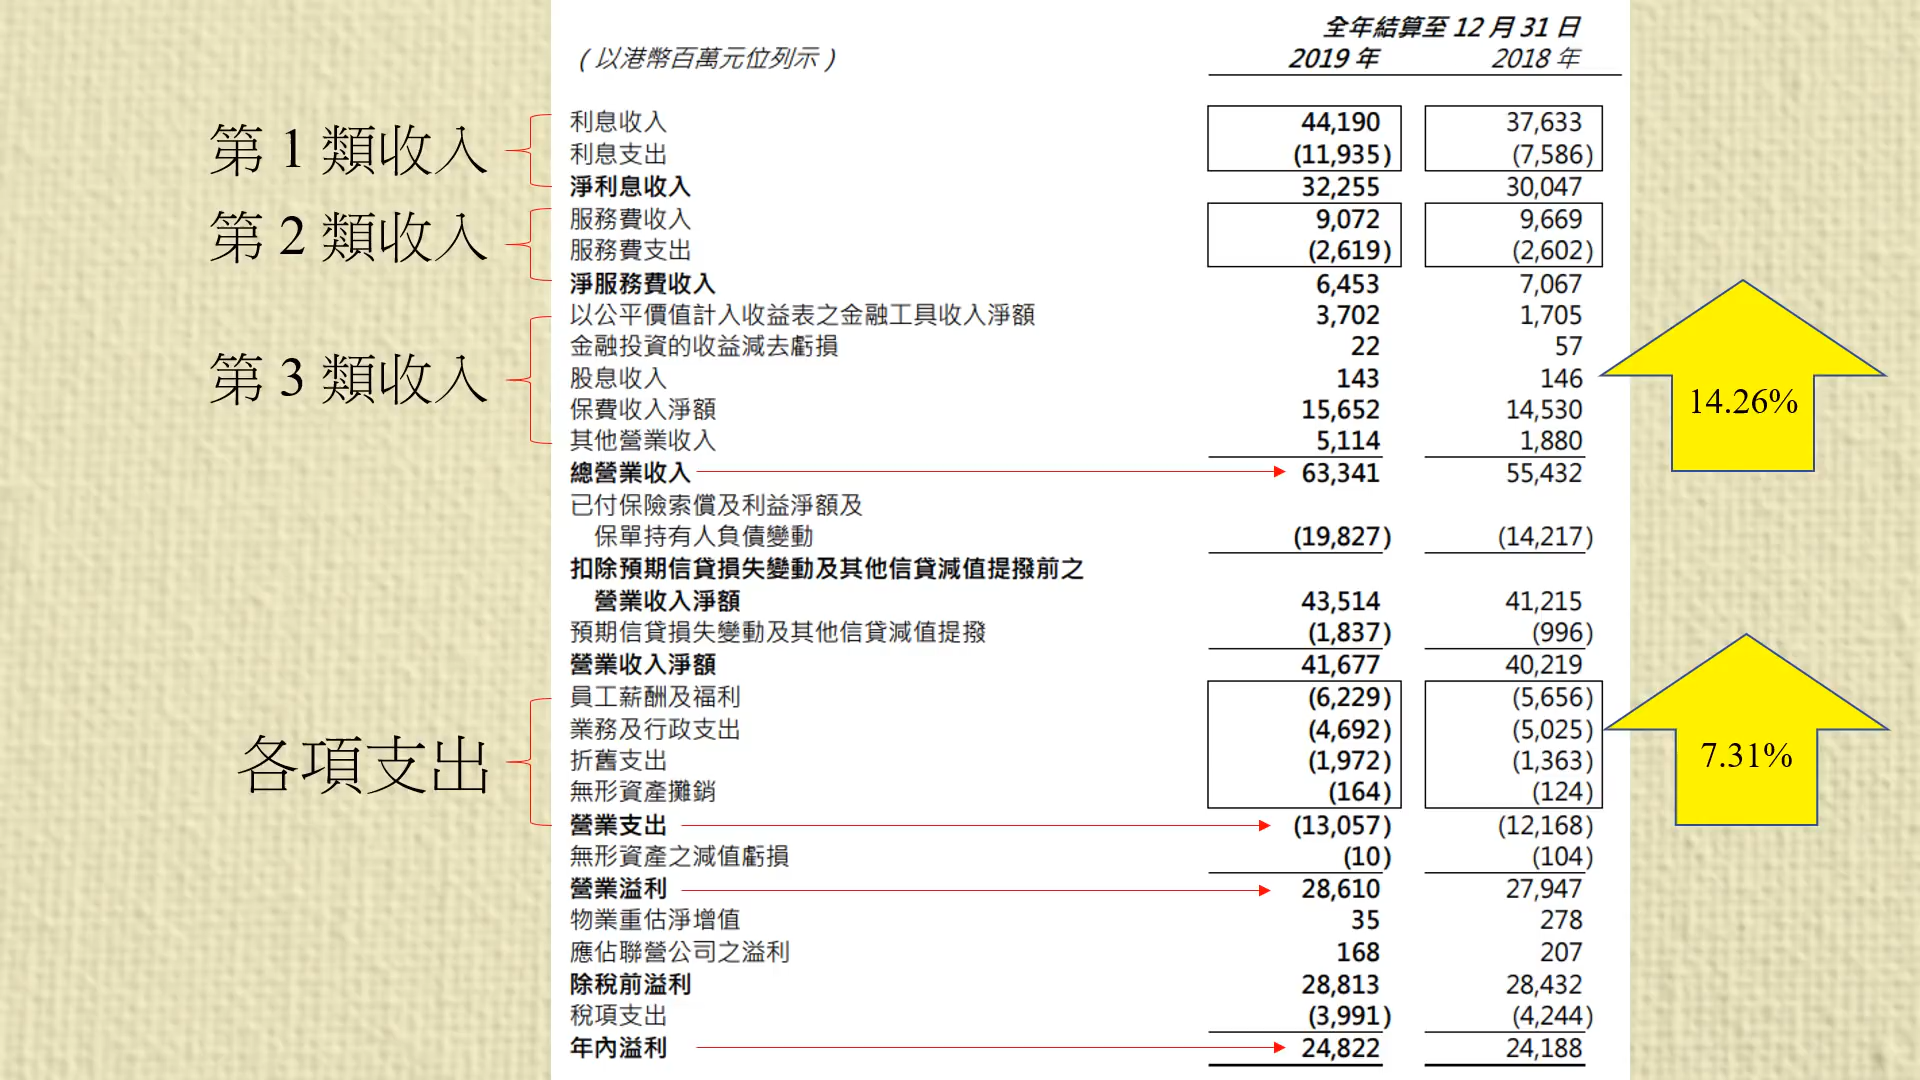 全年結算至 12 月 31 日
(以港幣百萬元位列示) 2019 年 2018 年
第 1 類收入
利息收入 44,190 37,633
利息支出 (11,935) (7,586)
淨利息收入 32,255 30,047
第 2 類收入
服務費收入 9,072 9,669
服務費支出 (2,619) (2,602)
淨服務費收入 6,453 7,067
第 3 類收入
以公平價值計入收益表之金融工具收入淨額 3,702 1,705
金融投資的收益減去虧損 22 57
股息收入 143 146
保費收入淨額 15,652 14,530
其他營業收入 5,114 1,880
14.26%
總營業收入 63,341 55,432
已付保險索償及利益淨額及
保單持有人負債變動 (19,827) (14,217)
扣除預期信貸損失變動及其他信貸減值提撥前之
營業收入淨額 43,514 41,215
預期信貸損失變動及其他信貸減值提撥 (1,837) (996)
營業收入淨額 41,677 40,219
各項支出
員工薪酬及福利 (6,229) (5,656)
業務及行政支出 (4,692) (5,025)
折舊支出 (1,972) (1,363)
無形資產攤銷 (164) (124)
7.31%
營業支出 (13,057) (12,168)
無形資產之減值虧損 (10) (104)
營業溢利 28,610 27,947
物業重估淨增值 35 278
應佔聯營公司之溢利 168 207
除稅前溢利 28,813 28,432
稅項支出 (3,991) (4,244)
年內溢利 24,822 24,188